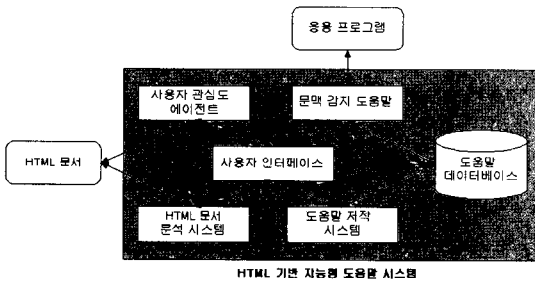 응용 프로그램
사용자 관심도
에이전트
문맥 감지 도움말
HTML 문서
사용자 인터페이스
도움말
데이터베이스
HTML 문서
분석 시스템
도움말 저작
시스템
HTML 기반 지능형 도움말 시스템